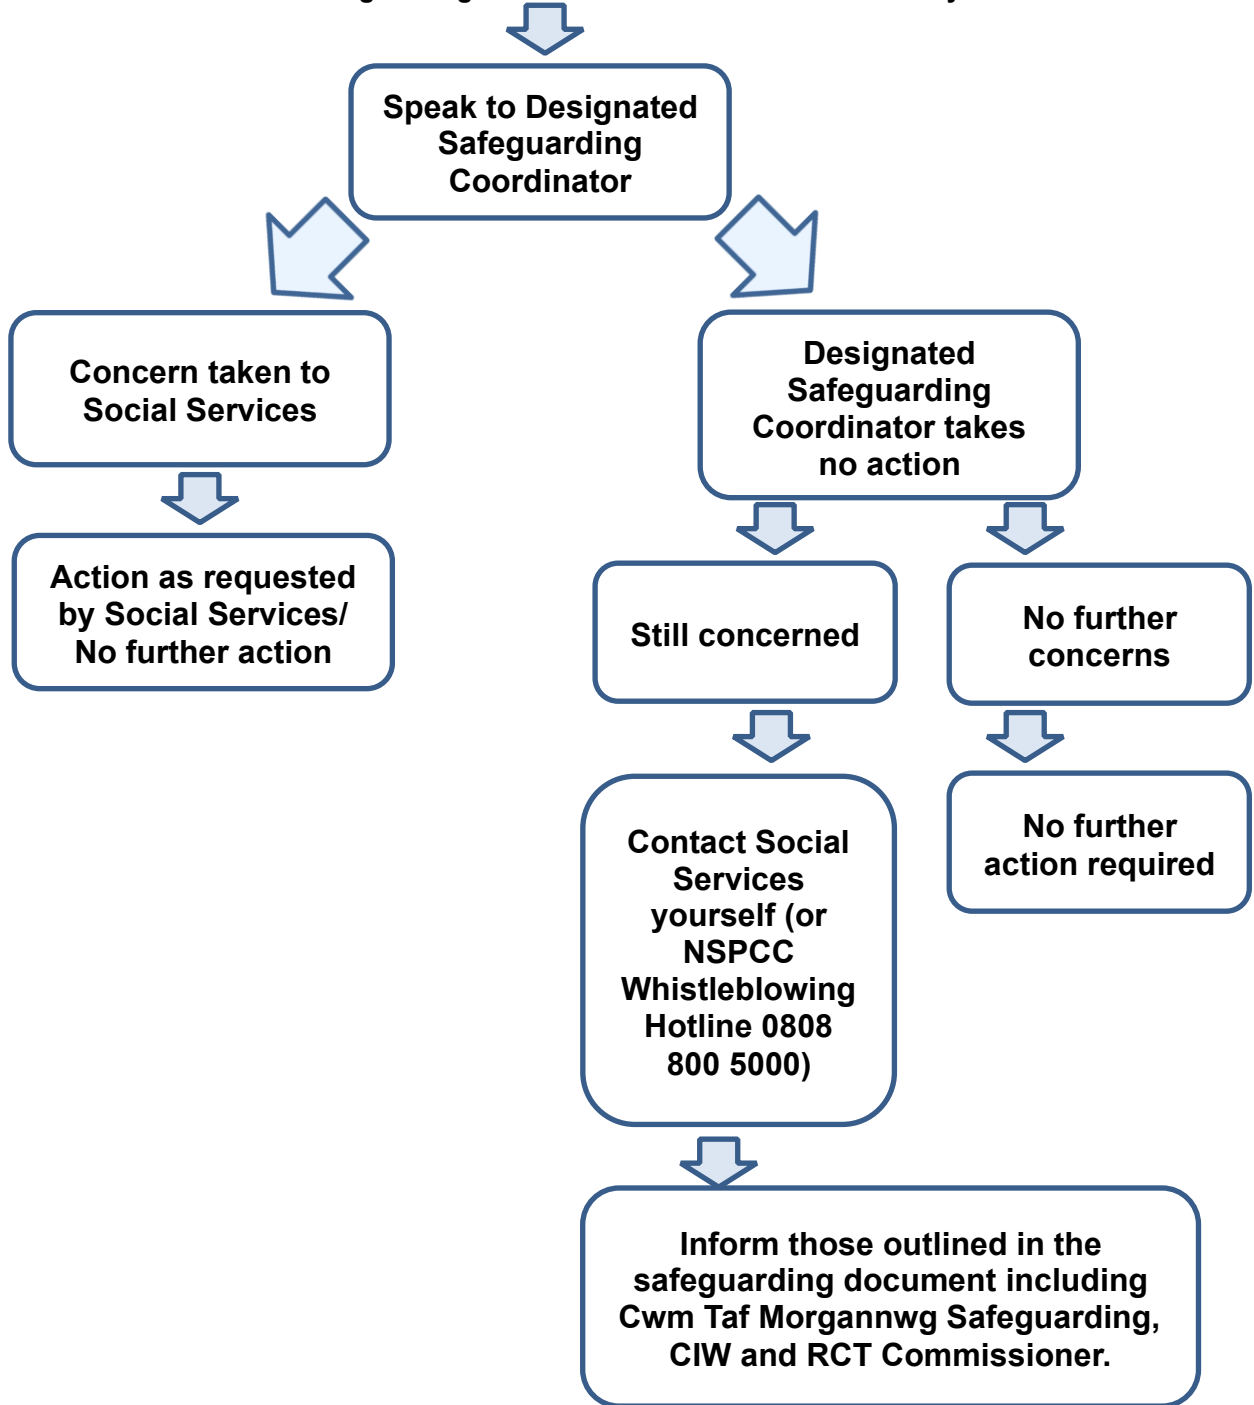 Speak to Designated
Safeguarding
Coordinator
Concern taken to
Social Services
Designated
Safeguarding
Coordinator takes
no action
Action as requested
by Social Services/
No further action
Still concerned
No further
concerns
Contact Social
Services
yourself (or
NSPCC
Whistleblowing
Hotline 0808
800 5000)
No further
action required
Inform those outlined in the
safeguarding document including
Cwm Taf Morgannwg Safeguarding,
CIW and RCT Commissioner.